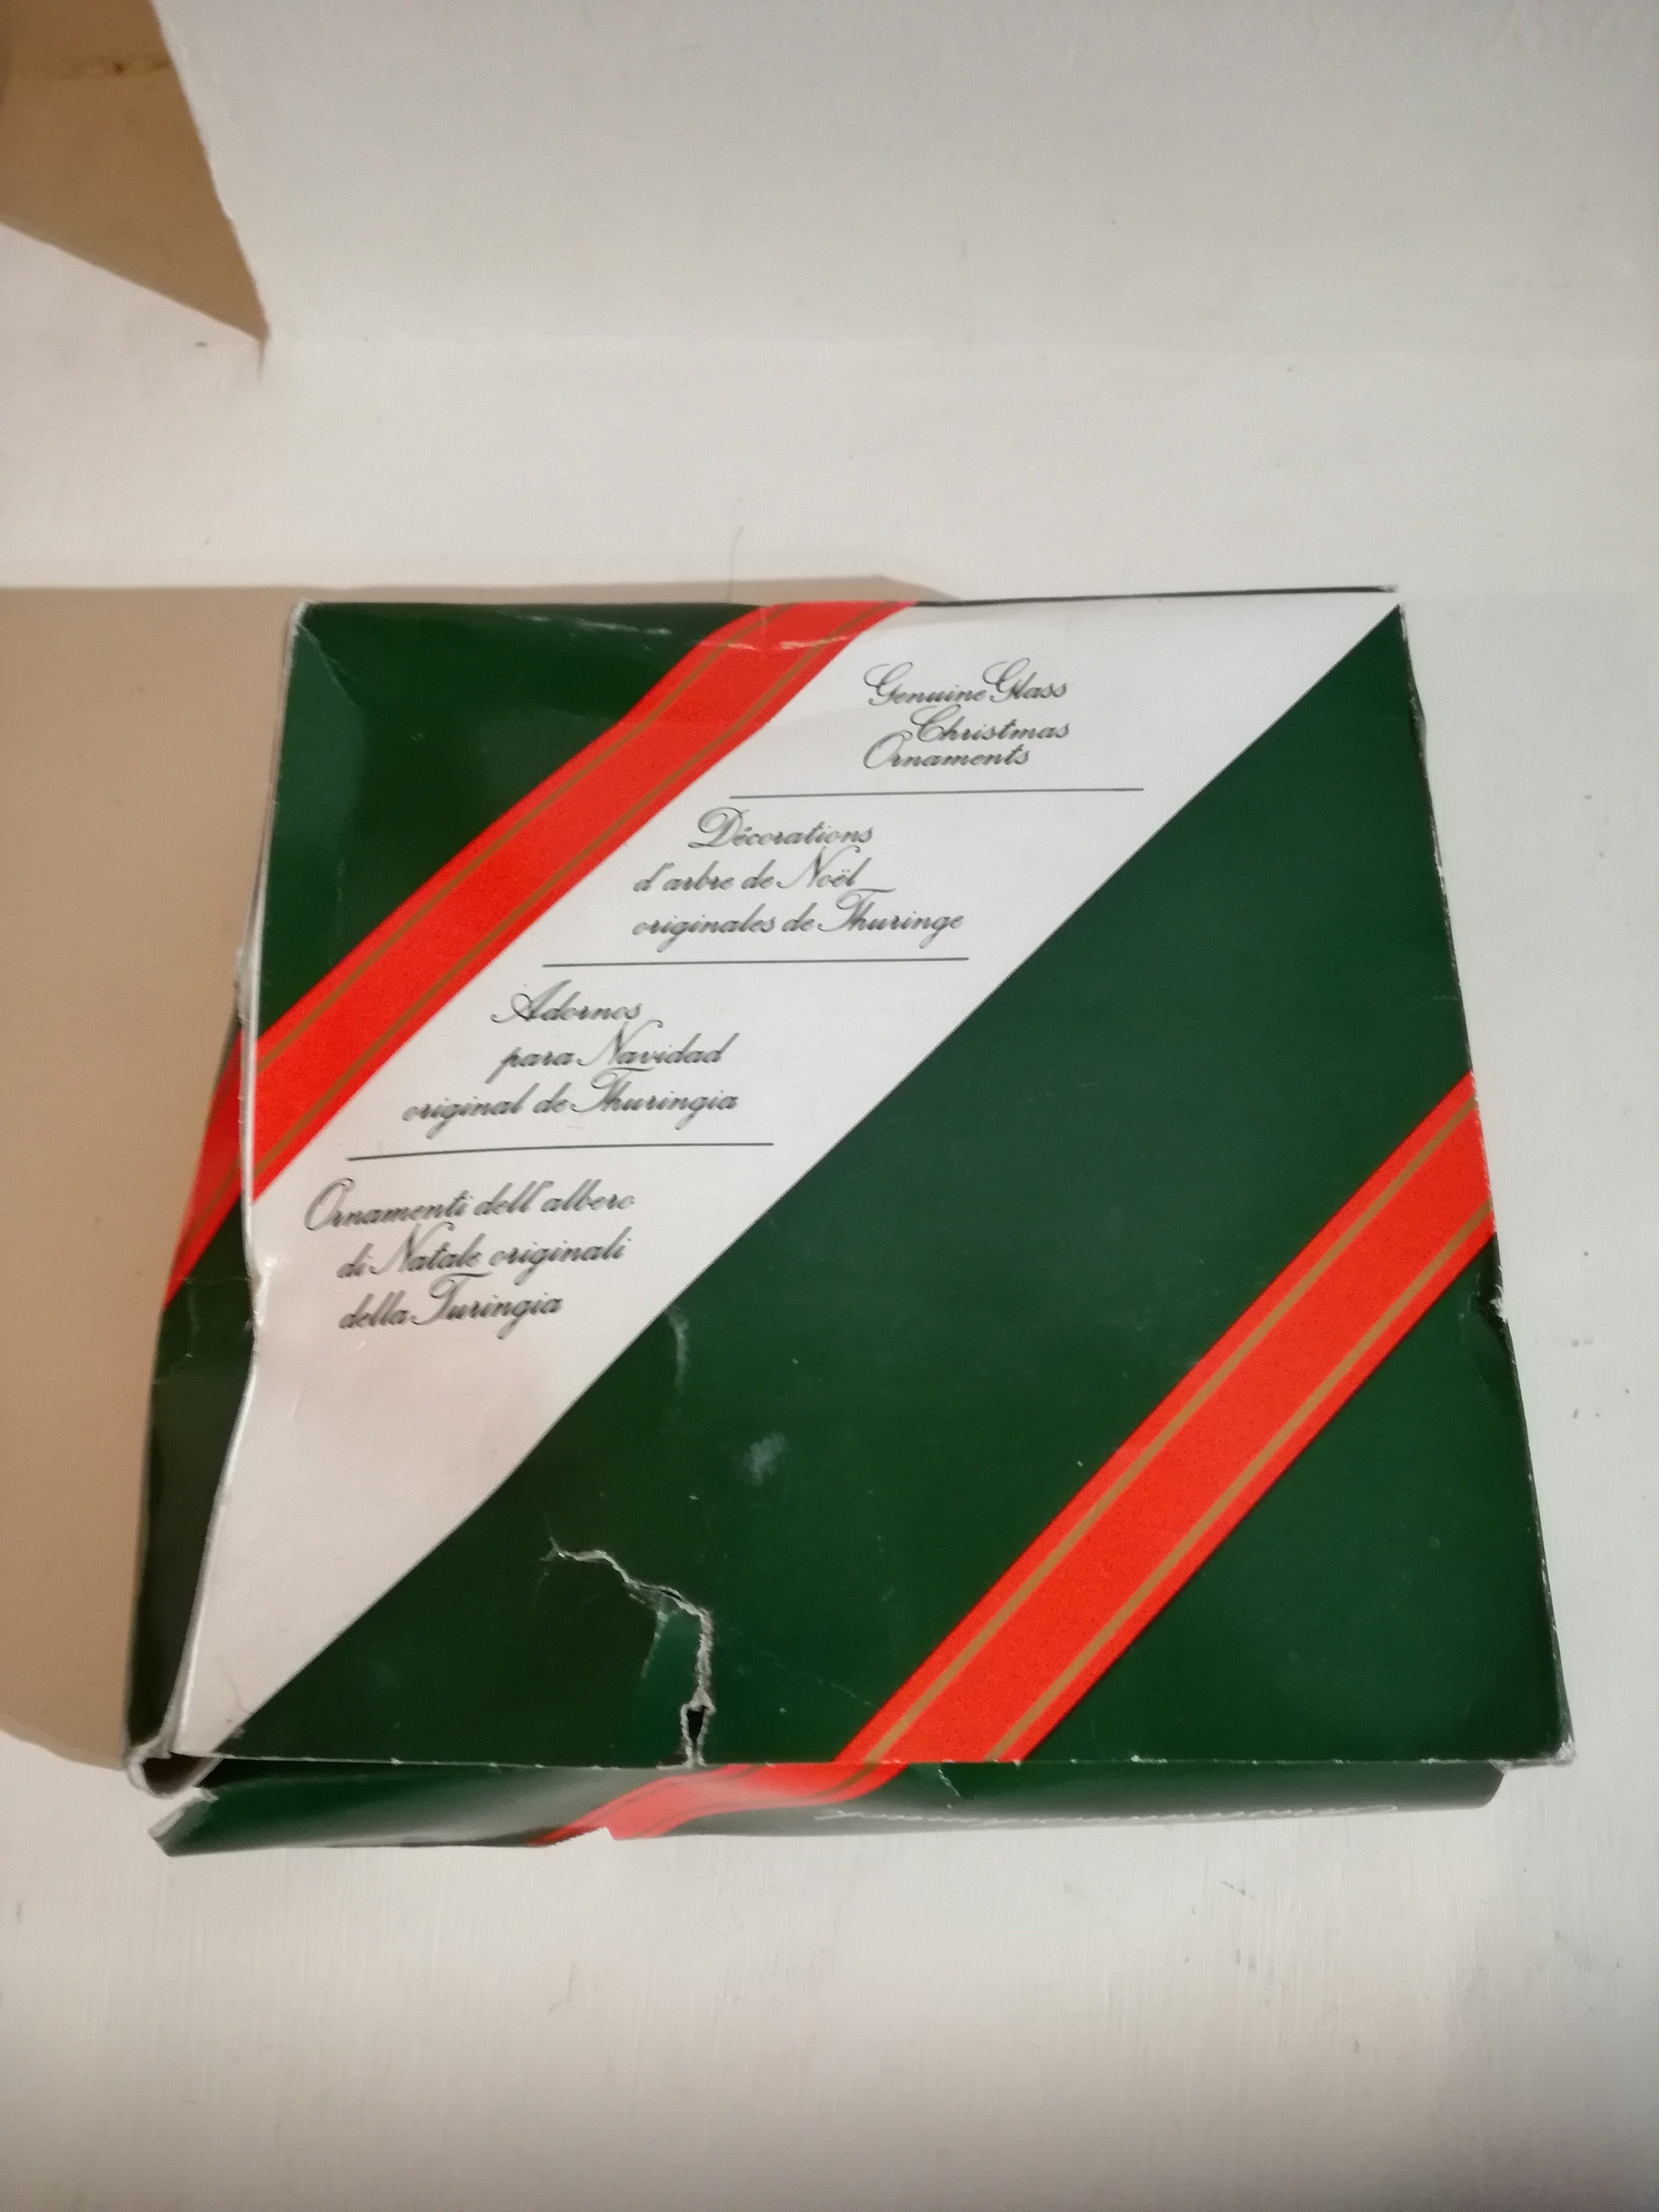 Genuine Glass
Christmas
Ornaments
Décorations
d'arbre de Noël
originales de Thuringe
Adornos
para Navidad
original de Thuringia
Ornamenti dell'albero
di Natale originali
della Turingia